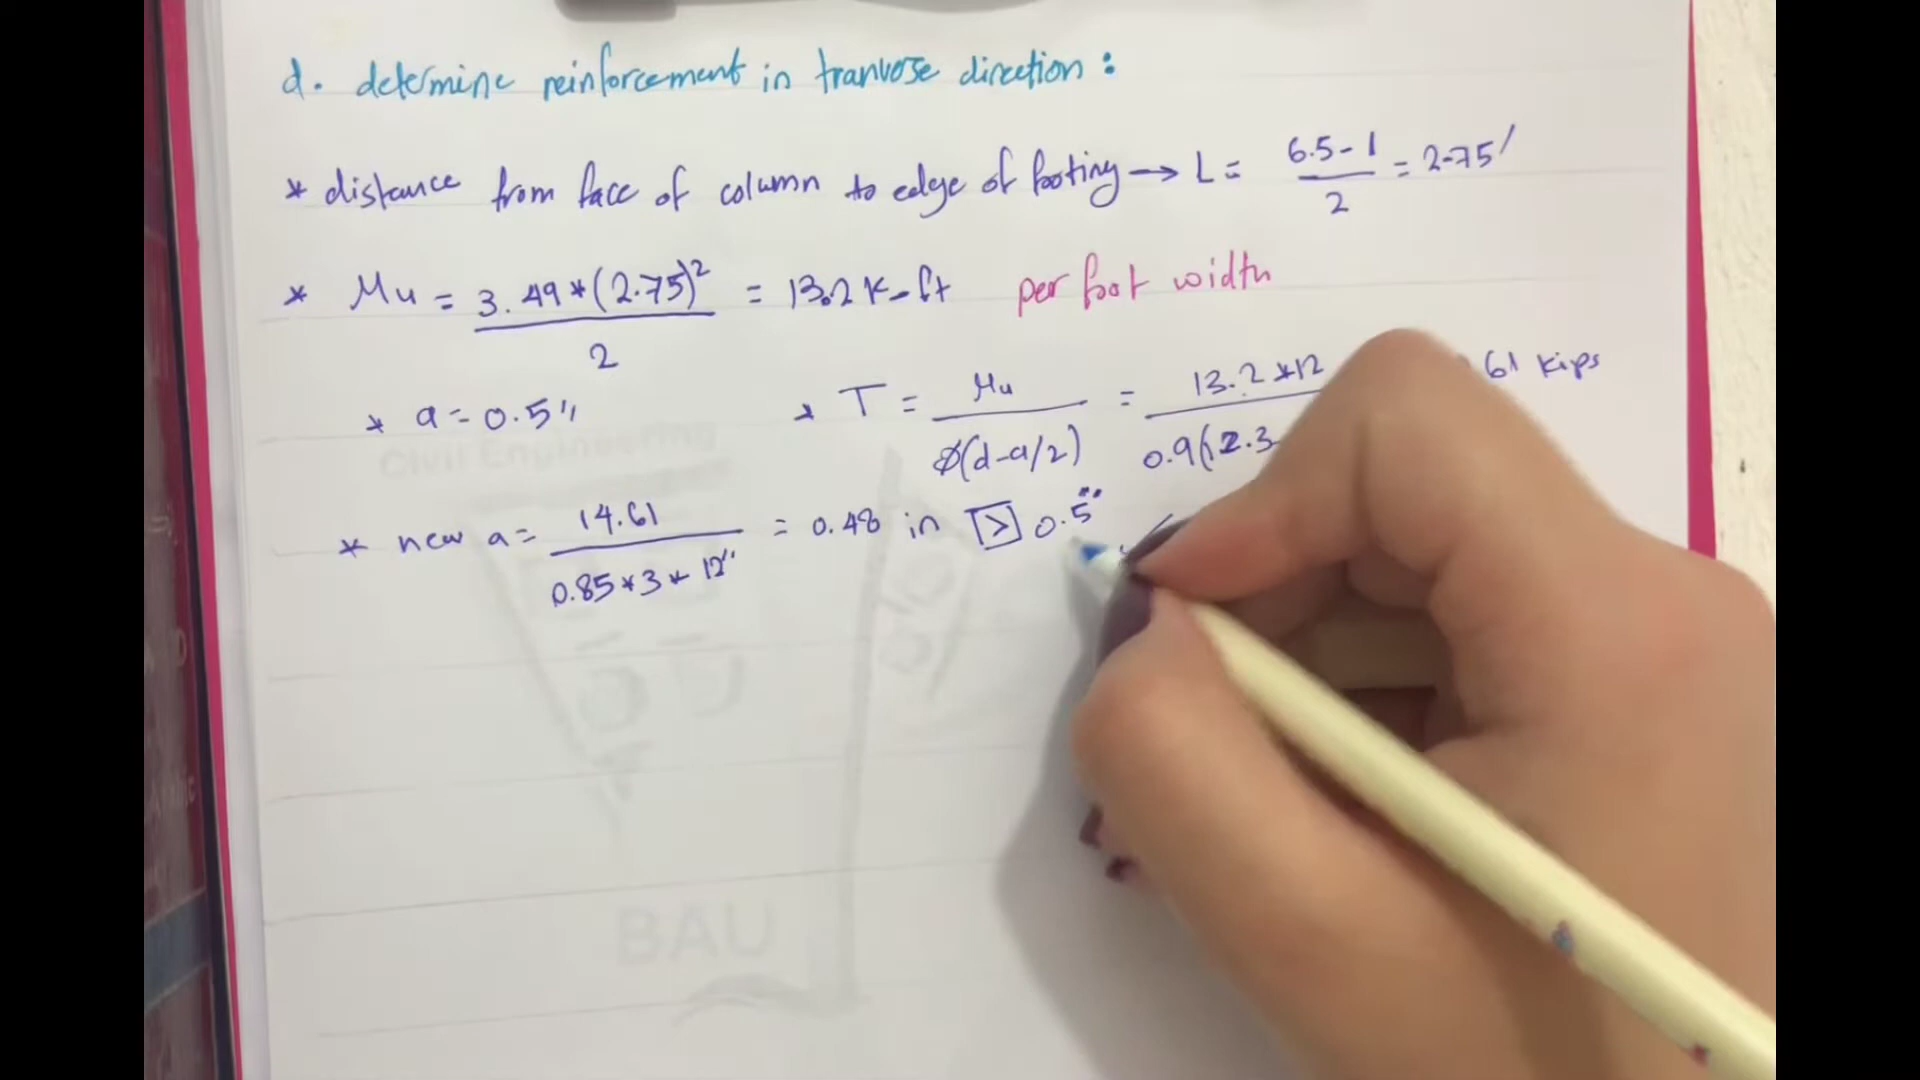 d. determine reinforcement in tranvose direction :
* distance from face of column to edge of footing → L = 6.5-1 / 2 = 2.75'
* Mu = 3.49*(2.75)² / 2 = 13.2 K-ft per foot width
* a = 0.5" * T = Mu / Ø(d-a/2) = 13.2*12 / 0.9(12.3 61 kips
* new a = 14.61 / 0.85*3*12" = 0.48 in > 0.5"
Civil Engineering
BAU